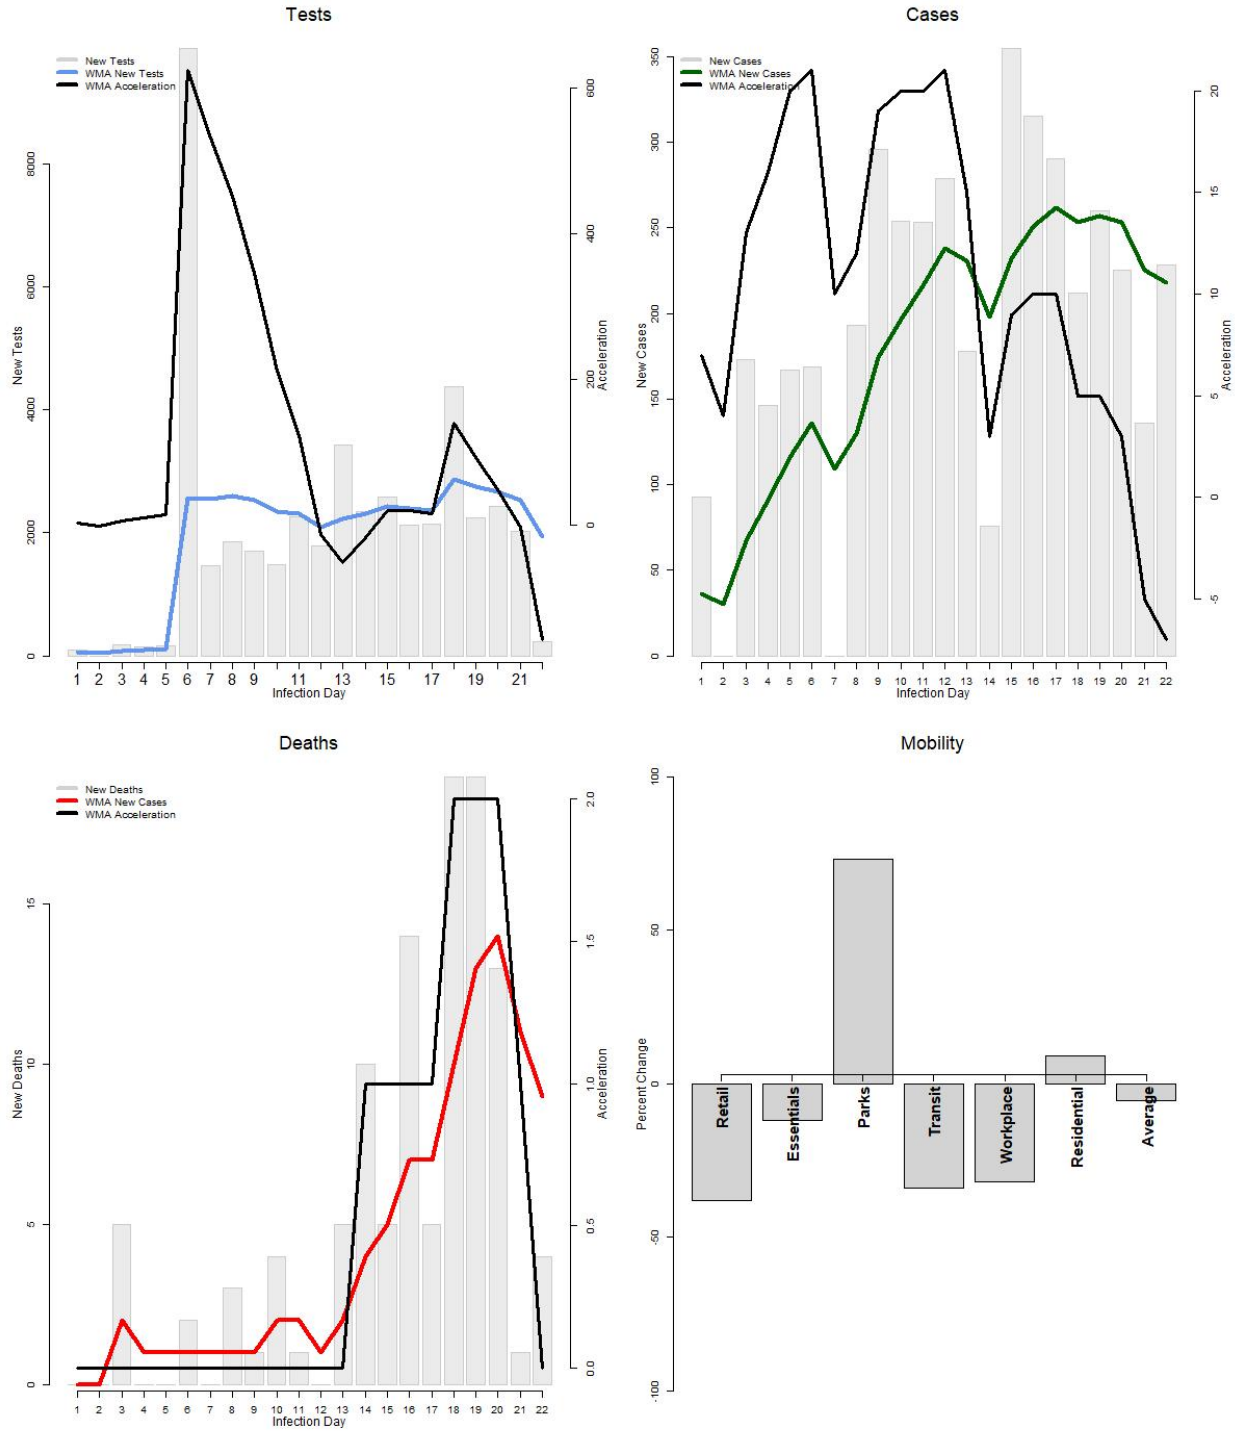 Tests
New Tests
WMA New Tests
WMA Acceleration
8000
6000
4000
2000
0
New Tests
600
400
200
0
Acceleration
1 2 3 4 5 6 7 8 9 11 13 15 17 19 21
Infection Day
Cases
New Cases
WMA New Cases
WMA Acceleration
350
300
250
200
150
100
50
0
New Cases
20
15
10
5
0
-5
Acceleration
1 2 3 4 5 6 7 8 9 10 11 12 13 14 15 16 17 18 19 20 21 22
Infection Day
Deaths
New Deaths
WMA New Cases
WMA Acceleration
15
10
5
0
New Deaths
2.0
1.5
1.0
0.5
0.0
Acceleration
1 2 3 4 5 6 7 8 9 10 11 12 13 14 15 16 17 18 19 20 21 22
Infection Day
Mobility
100
50
0
-50
-100
Percent Change
Retail
Essentials
Parks
Transit
Workplace
Residential
Average